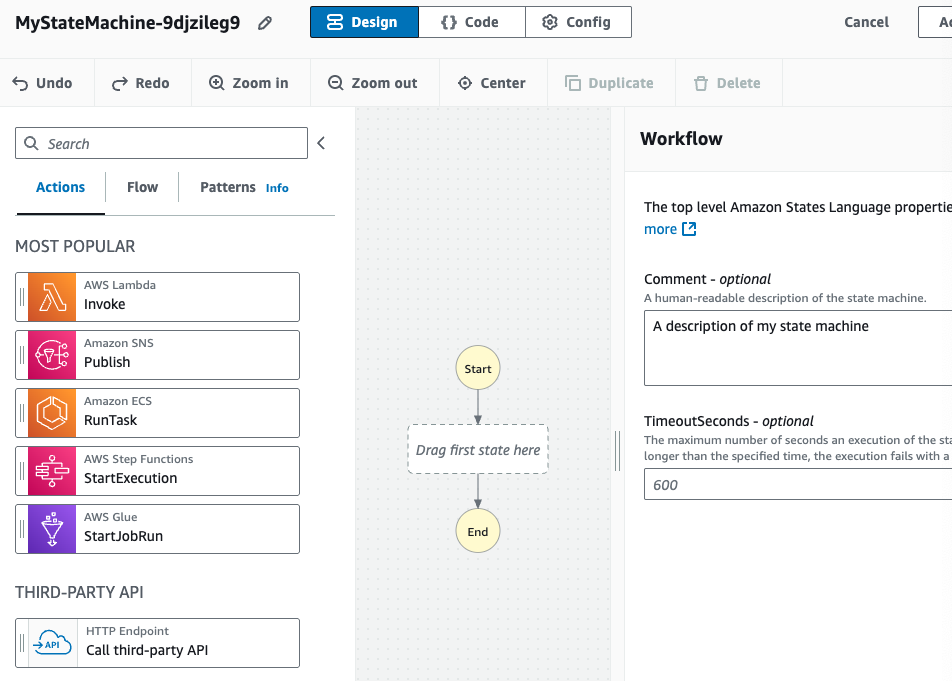 MyStateMachine-9djzileg9
Design
Code
Config
Cancel
Undo
Redo
Zoom in
Zoom out
Center
Duplicate
Delete
Search
Actions
Flow
Patterns Info
MOST POPULAR
AWS Lambda
Invoke
Amazon SNS
Publish
Amazon ECS
RunTask
AWS Step Functions
StartExecution
AWS Glue
StartJobRun
THIRD-PARTY API
API
HTTP Endpoint
Call third-party API
Start
Drag first state here
End
Workflow
The top level Amazon States Language
more
Comment - optional
A human-readable description of the state machine.
A description of my state machine
TimeoutSeconds - optional
The maximum number of seconds an execution of the
longer than the specified time, the execution fails with a
600